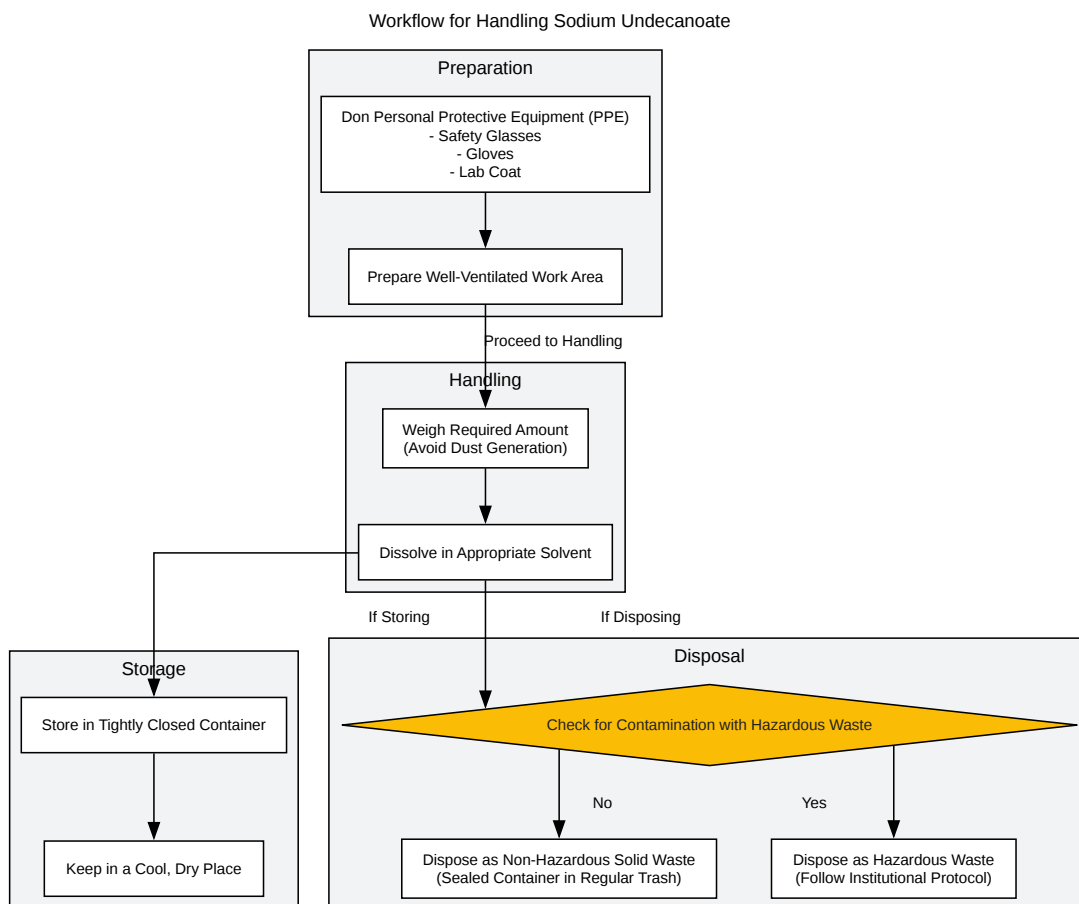 Workflow for Handling Sodium Undecanoate
Preparation
Don Personal Protective Equipment (PPE)
- Safety Glasses
- Gloves
- Lab Coat
Prepare Well-Ventilated Work Area
Proceed to Handling
Handling
Weigh Required Amount
(Avoid Dust Generation)
Dissolve in Appropriate Solvent
If Storing
If Disposing
Storage
Store in Tightly Closed Container
Keep in a Cool, Dry Place
Disposal
Check for Contamination with Hazardous Waste
No
Yes
Dispose as Non-Hazardous Solid Waste
(Sealed Container in Regular Trash)
Dispose as Hazardous Waste
(Follow Institutional Protocol)